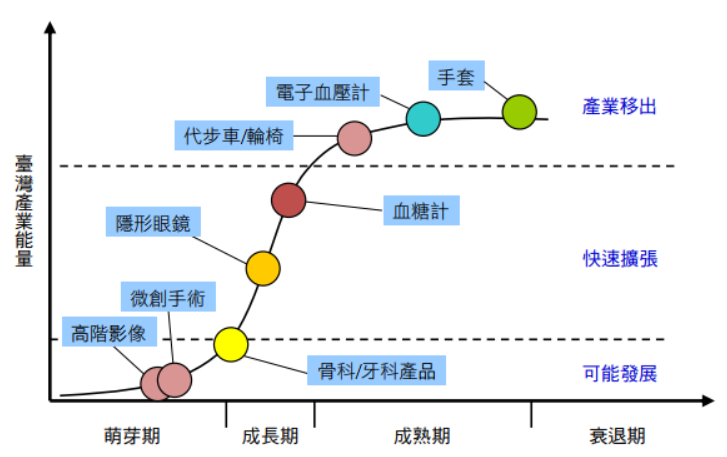 手套
電子血壓計
產業移出
代步車/輪椅
臺灣產業能量
血糖計
隱形眼鏡
快速擴張
微創手術
高階影像
骨科/牙科產品
可能發展
萌芽期
成長期
成熟期
衰退期